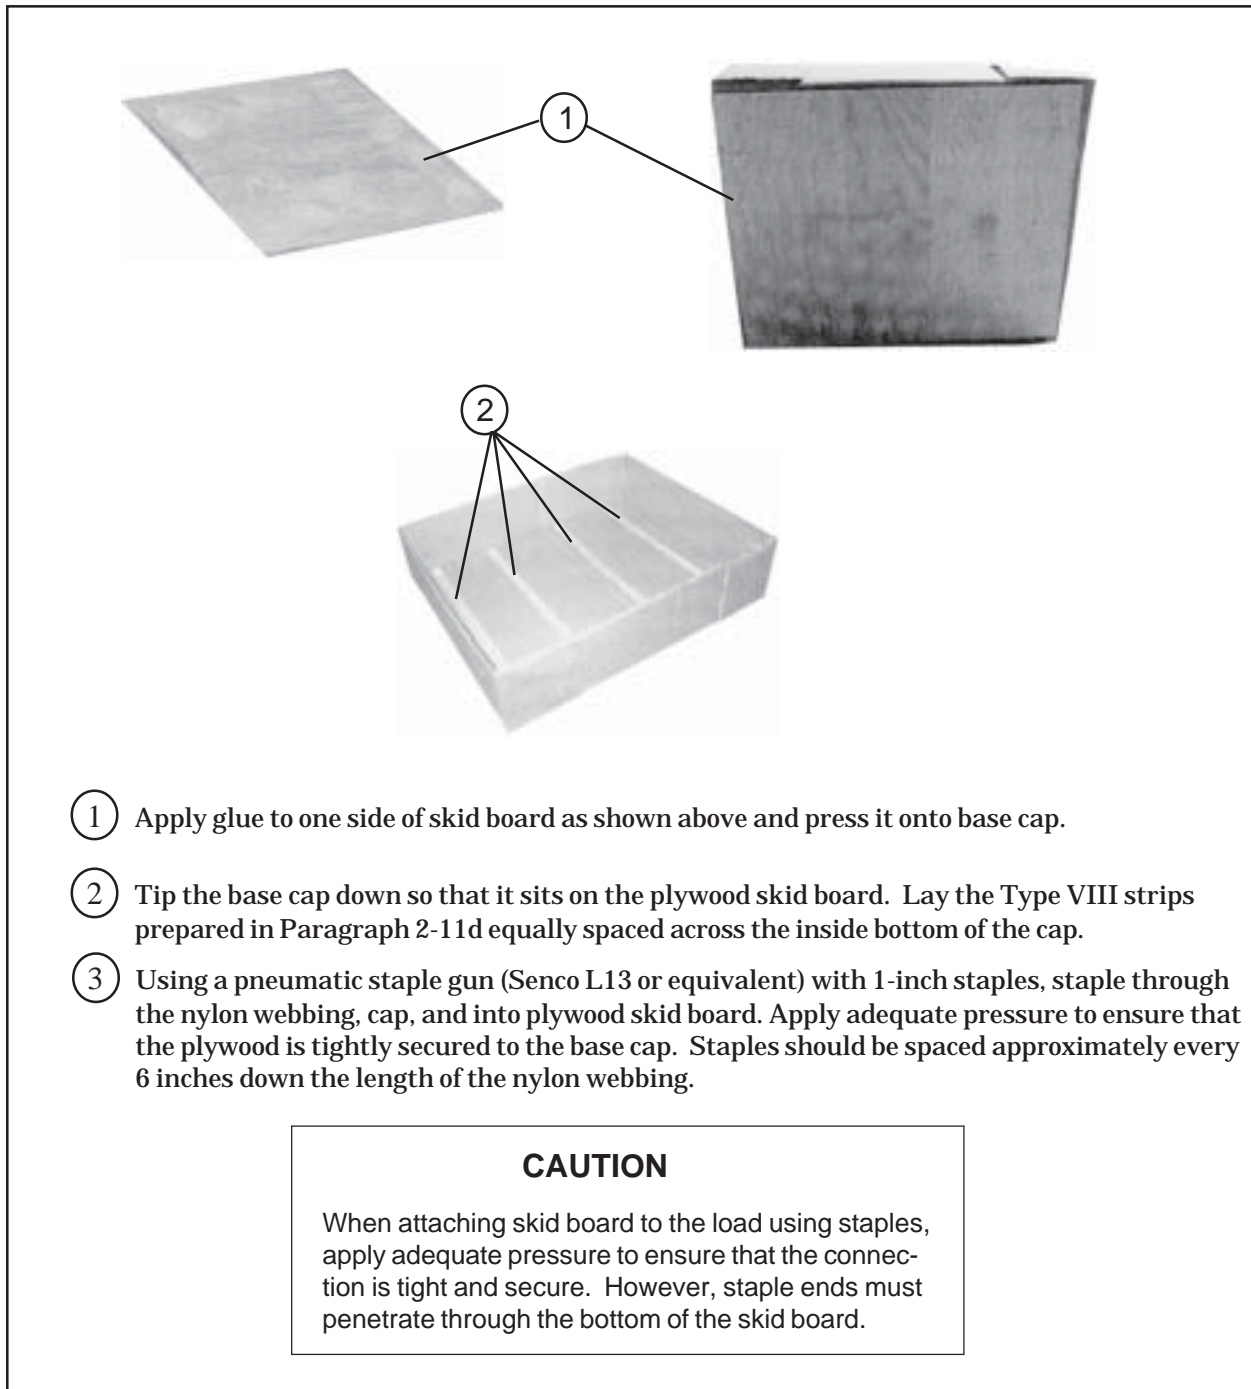 1
2
1 Apply glue to one side of skid board as shown above and press it onto base cap.
2 Tip the base cap down so that it sits on the plywood skid board. Lay the Type VIII strips
prepared in Paragraph 2-11d equally spaced across the inside bottom of the cap.
3 Using a pneumatic staple gun (Senco L13 or equivalent) with 1-inch staples, staple through
the nylon webbing, cap, and into plywood skid board. Apply adequate pressure to ensure that
the plywood is tightly secured to the base cap. Staples should be spaced approximately every
6 inches down the length of the nylon webbing.
CAUTION
When attaching skid board to the load using staples,
apply adequate pressure to ensure that the connec-
tion is tight and secure. However, staple ends must
penetrate through the bottom of the skid board.